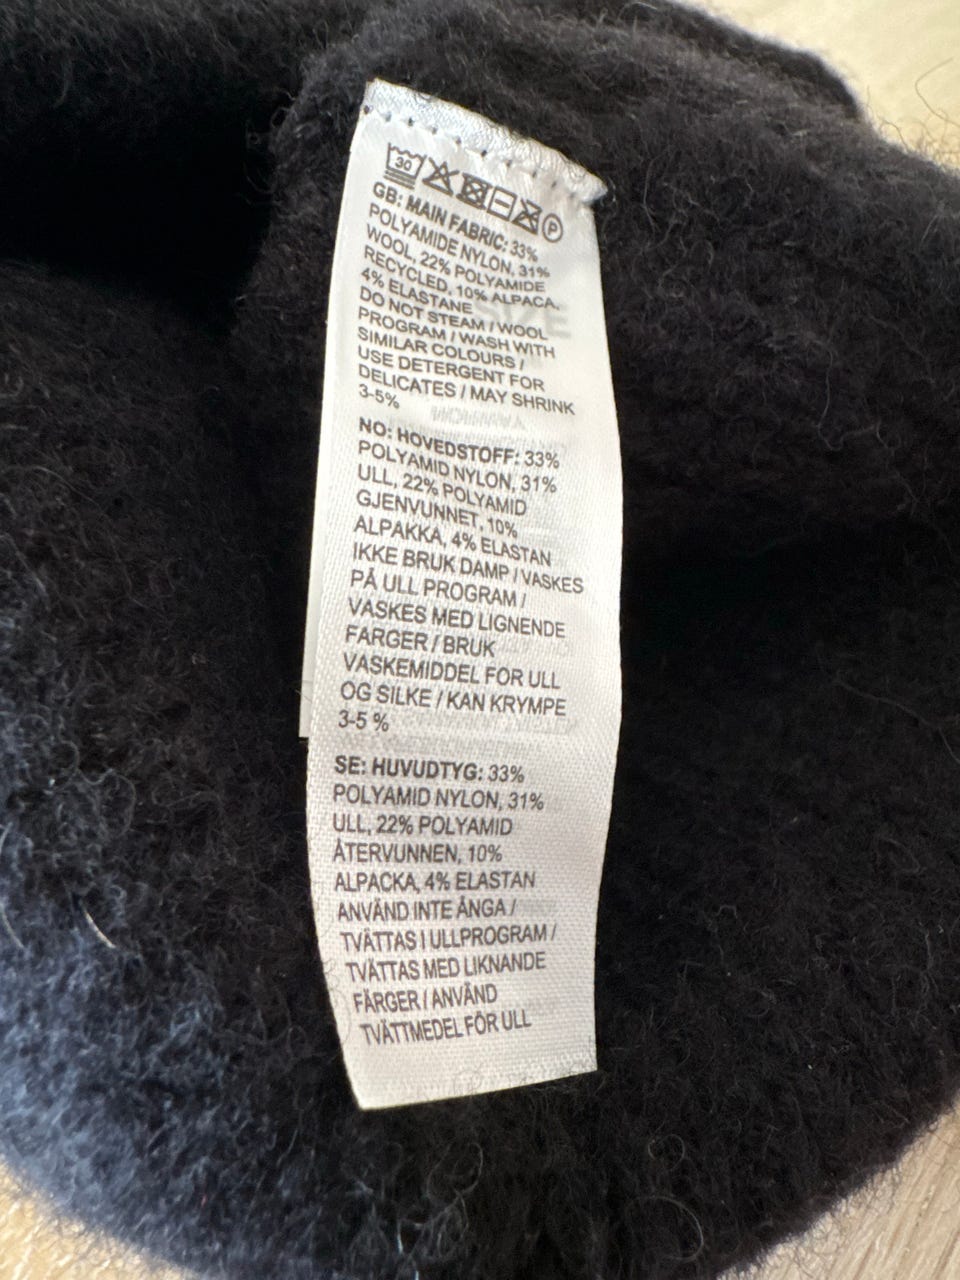 30 P
GB: MAIN FABRIC: 33%
POLYAMIDE NYLON, 31%
WOOL, 22% POLYAMIDE
RECYCLED, 10% ALPACA,
4% ELASTANE
DO NOT STEAM / WOOL
PROGRAM / WASH WITH
SIMILAR COLOURS /
USE DETERGENT FOR
DELICATES / MAY SHRINK
3-5%
NO: HOVEDSTOFF: 33%
POLYAMID NYLON, 31%
ULL, 22% POLYAMID
GJENVUNNET, 10%
ALPAKKA, 4% ELASTAN
IKKE BRUK DAMP / VASKES
PÅ ULL PROGRAM /
VASKES MED LIGNENDE
FARGER / BRUK
VASKEMIDDEL FOR ULL
OG SILKE / KAN KRYMPE
3-5 %
SE: HUVUDTYG: 33%
POLYAMID NYLON, 31%
ULL, 22% POLYAMID
ÅTERVUNNEN, 10%
ALPACKA, 4% ELASTAN
ANVÄND INTE ÅNGA /
TVÄTTAS I ULLPROGRAM /
TVÄTTAS MED LIKNANDE
FÄRGER / ANVÄND
TVÄTTMEDEL FÖR ULL